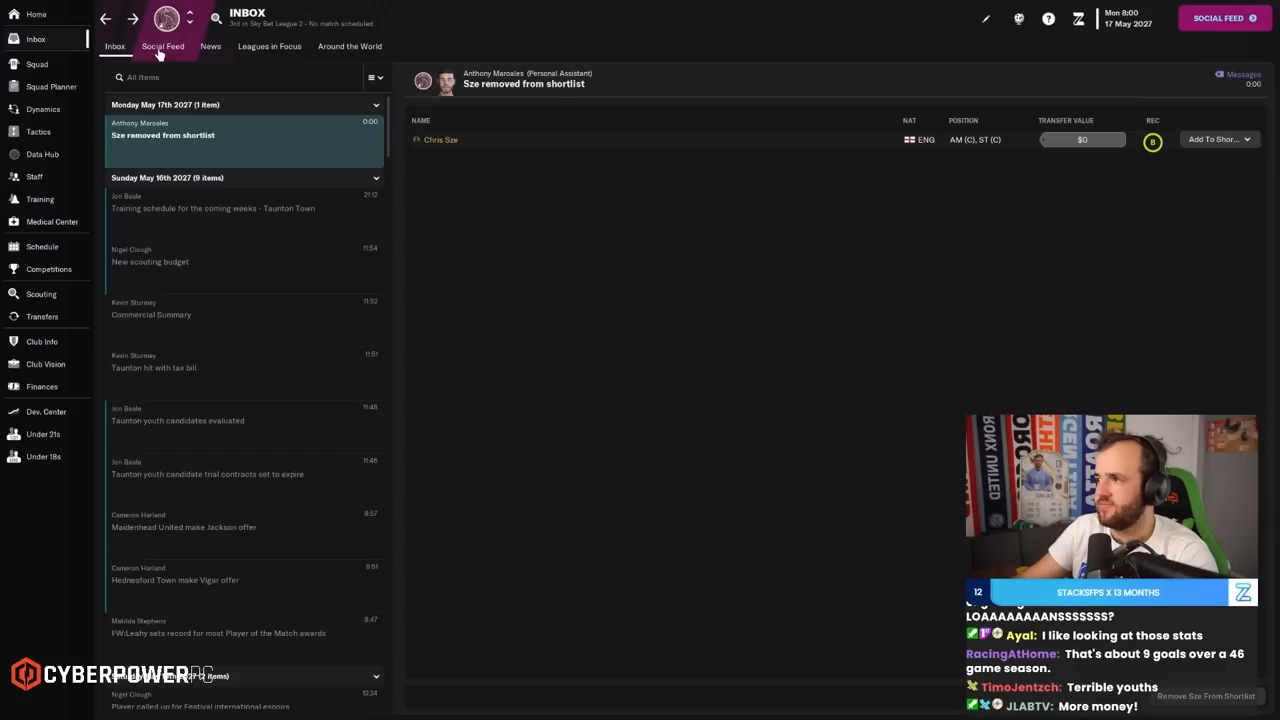 Home
Inbox
Squad
Squad Planner
Dynamics
Tactics
Data Hub
Staff
Training
Medical Center
Schedule
Competitions
Scouting
Transfers
Club Info
Club Vision
Finances
Dev. Center
Under 21s
Under 18s
INBOX
3rd in Sky Bet League 2 - No match scheduled.
Inbox
Social Feed
News
Leagues in Focus
Around the World
Mon 8:00
17 May 2027
SOCIAL FEED
All Items
Monday May 17th 2027 (1 item)
Anthony Maroales 0:00
Sze removed from shortlist
Sunday May 16th 2027 (9 items)
Jon Beale 21:12
Training schedule for the coming weeks - Taunton Town
Nigel Clough 11:54
New scouting budget
Kevin Sturmey 11:52
Commercial Summary
Kevin Sturmey 11:51
Taunton hit with tax bill
Jon Beale 11:48
Taunton youth candidates evaluated
Jon Beale 11:46
Taunton youth candidate trial contracts set to expire
Cameron Harland 8:57
Maidenhead United make Jackson offer
Cameron Harland 8:51
Hednesford Town make Vigar offer
Matilda Stephens 8:47
FW:Leahy sets record for most Player of the Match awards
2027 (2 items)
Nigel Clough 12:24
Player called up for Festival international espoirs
Anthony Maroales (Personal Assistant)
Sze removed from shortlist
Messages
0:00
NAME NAT POSITION TRANSFER VALUE REC
Chris Sze ENG AM (C), ST (C) $0 B Add To Shor...
12 STACKSFPS X 13 MONTHS Z
LOAAAAAAANSSSSSSS?
Ayal: I like looking at those stats
RacingAtHome: That's about 9 goals over a 46
game season.
TimoJentzch: Terrible youths
JLABTV: More money!
Remove Sze From Shortlist
CYBERPOWERPC